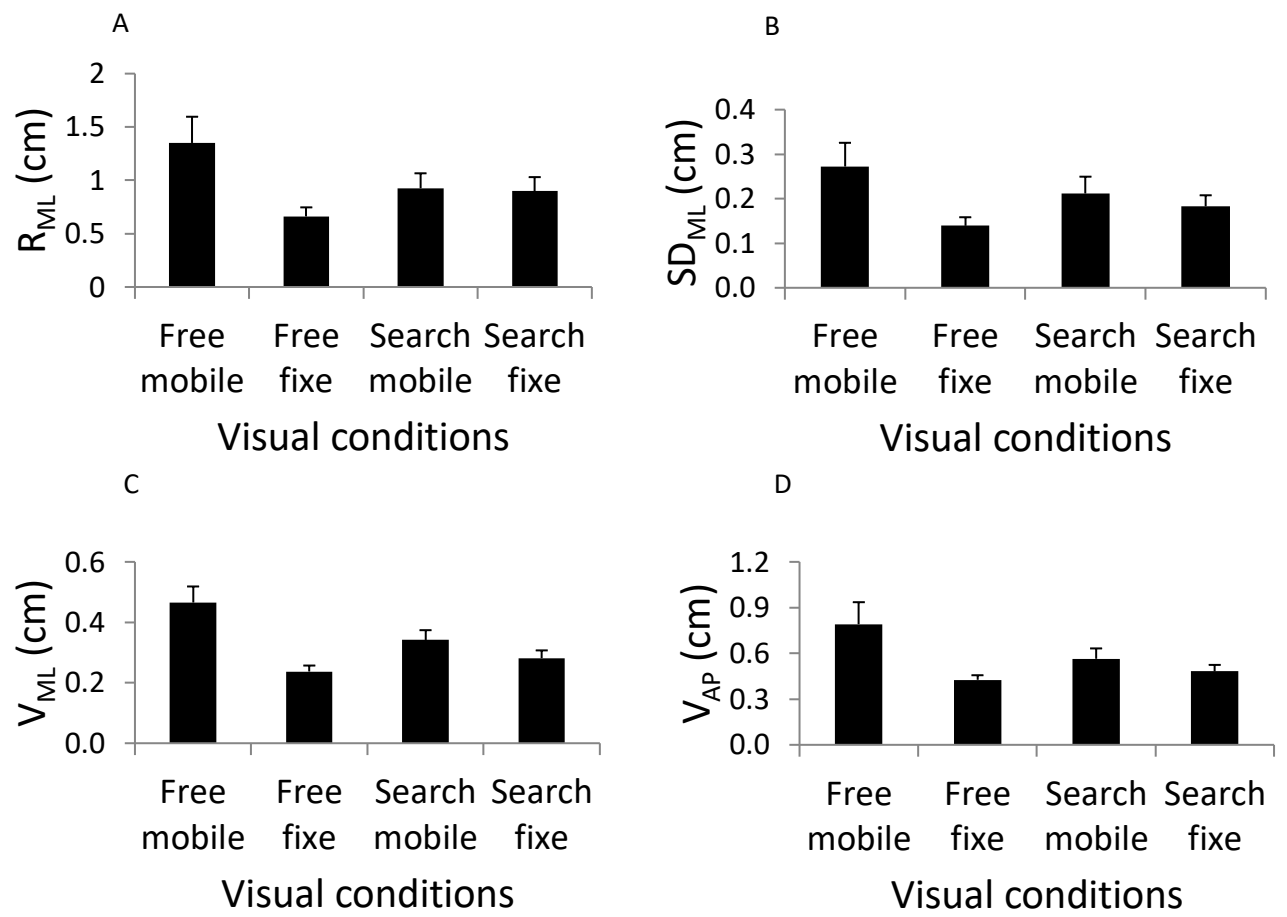 A
2
1.5
1
0.5
0
R_ML (cm)
Free mobile
Free fixe
Search mobile
Search fixe
Visual conditions
B
0.4
0.3
0.2
0.1
0.0
SD_ML (cm)
Free mobile
Free fixe
Search mobile
Search fixe
Visual conditions
C
0.6
0.4
0.2
0.0
V_ML (cm)
Free mobile
Free fixe
Search mobile
Search fixe
Visual conditions
D
1.2
0.9
0.6
0.3
0.0
V_AP (cm)
Free mobile
Free fixe
Search mobile
Search fixe
Visual conditions